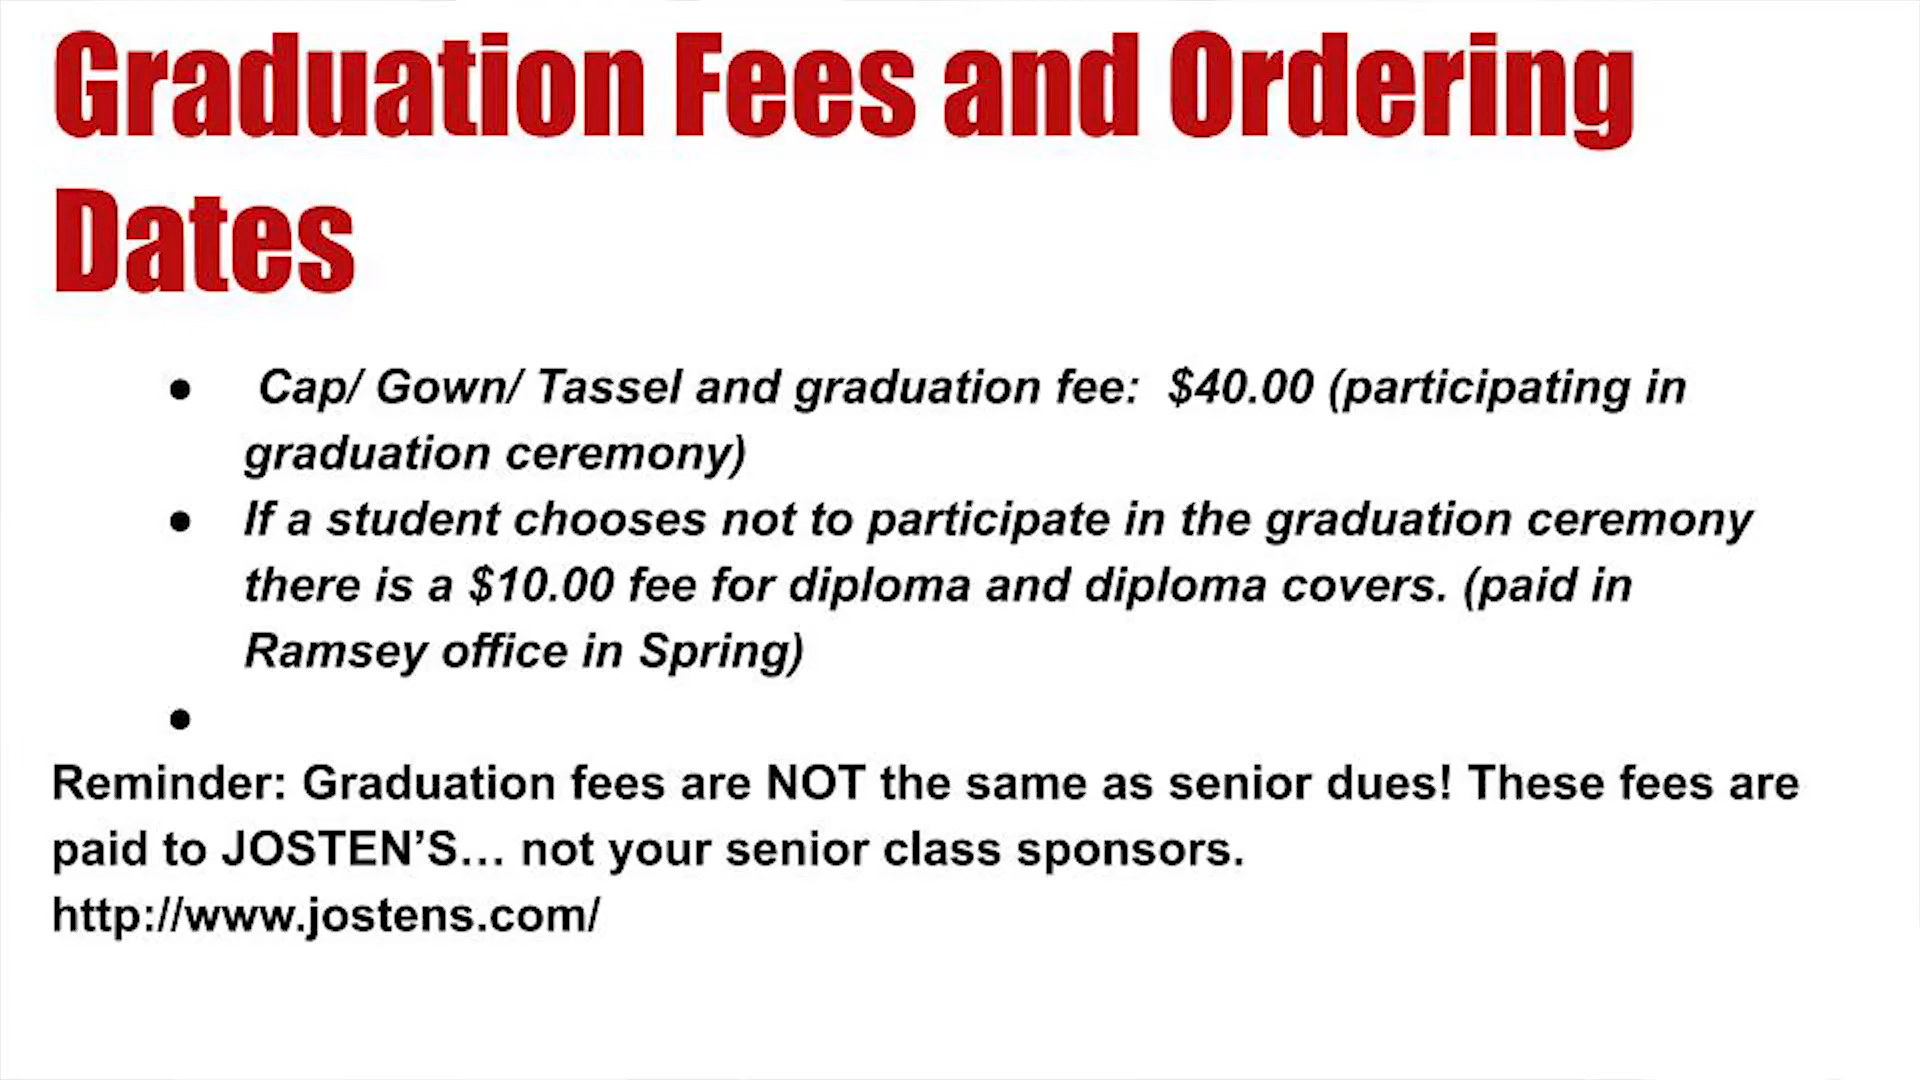 Graduation Fees and Ordering
Dates
● Cap/ Gown/ Tassel and graduation fee: $40.00 (participating in
graduation ceremony)
● If a student chooses not to participate in the graduation ceremony
there is a $10.00 fee for diploma and diploma covers. (paid in
Ramsey office in Spring)
●
Reminder: Graduation fees are NOT the same as senior dues! These fees are
paid to JOSTEN’S… not your senior class sponsors.
http://www.jostens.com/